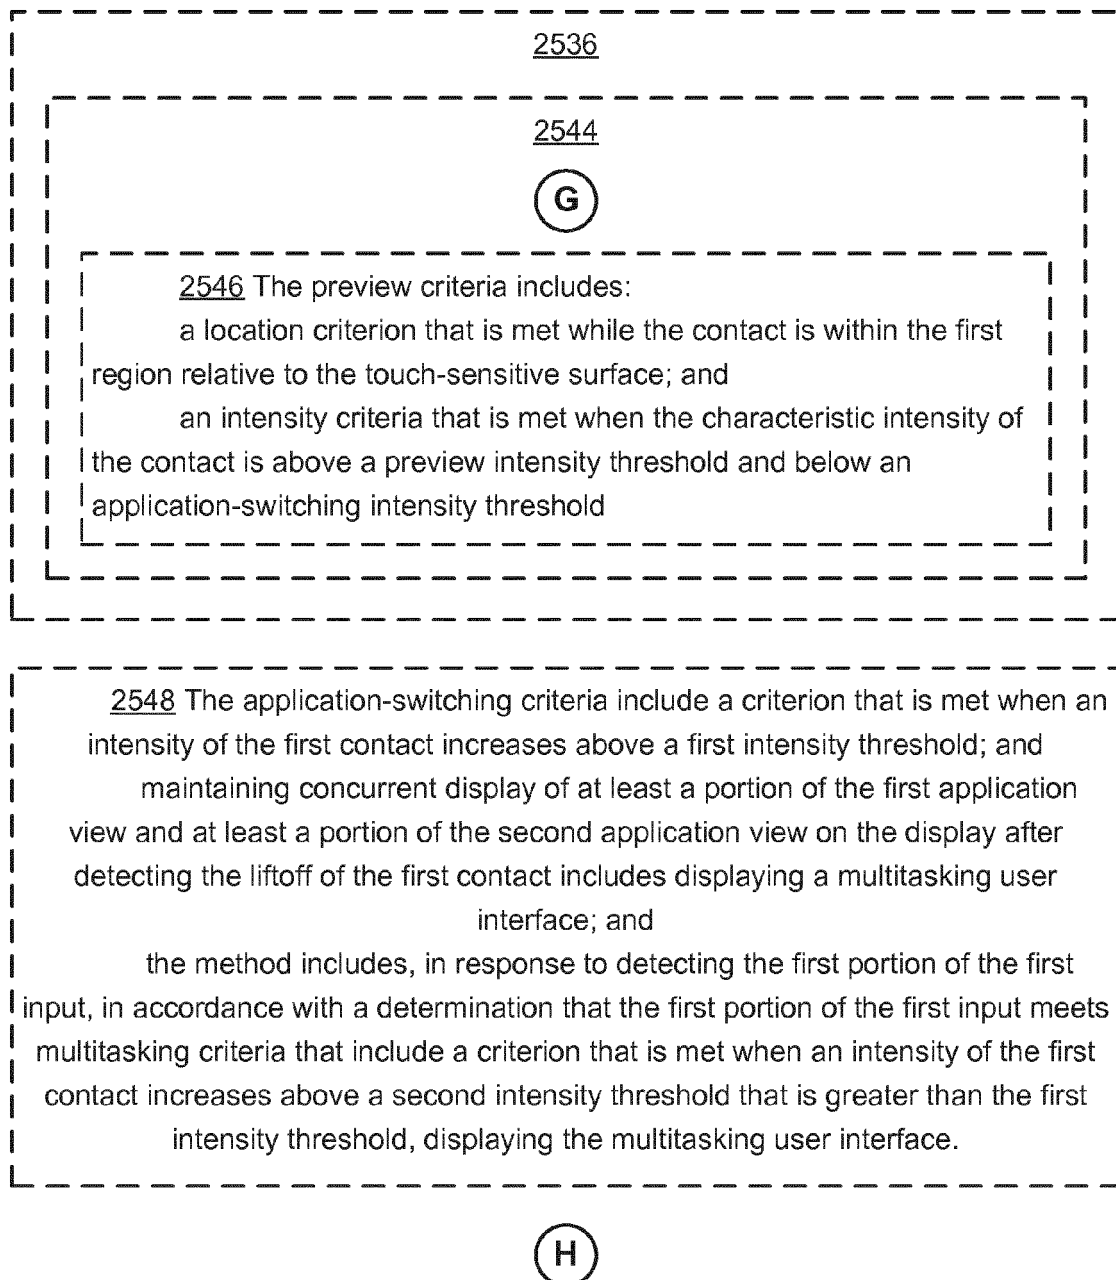 2536
2544
G
2546 The preview criteria includes:
a location criterion that is met while the contact is within the first
region relative to the touch-sensitive surface; and
an intensity criteria that is met when the characteristic intensity of
the contact is above a preview intensity threshold and below an
application-switching intensity threshold
2548 The application-switching criteria include a criterion that is met when an
intensity of the first contact increases above a first intensity threshold; and
maintaining concurrent display of at least a portion of the first application
view and at least a portion of the second application view on the display after
detecting the liftoff of the first contact includes displaying a multitasking user
interface; and
the method includes, in response to detecting the first portion of the first
input, in accordance with a determination that the first portion of the first input meets
multitasking criteria that include a criterion that is met when an intensity of the first
contact increases above a second intensity threshold that is greater than the first
intensity threshold, displaying the multitasking user interface.
H